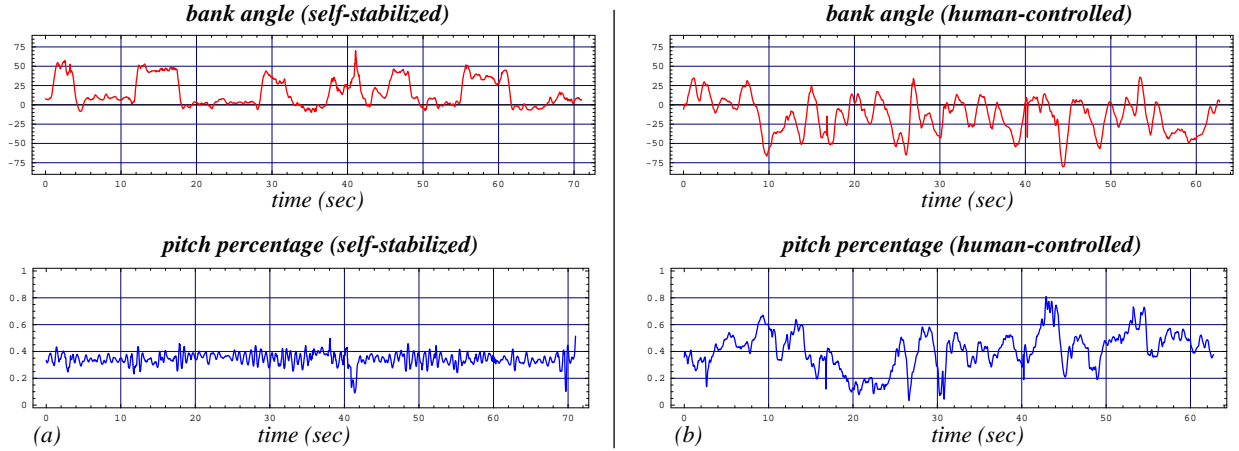 bank angle (self-stabilized)
75
50
25
0
-25
-50
-75
0 10 20 30 40 50 60 70
time (sec)
pitch percentage (self-stabilized)
1
0.8
0.6
0.4
0.2
0
0 10 20 30 40 50 60 70
(a) time (sec)
bank angle (human-controlled)
75
50
25
0
-25
-50
-75
0 10 20 30 40 50 60
time (sec)
pitch percentage (human-controlled)
1
0.8
0.6
0.4
0.2
0
0 10 20 30 40 50 60
(b) time (sec)